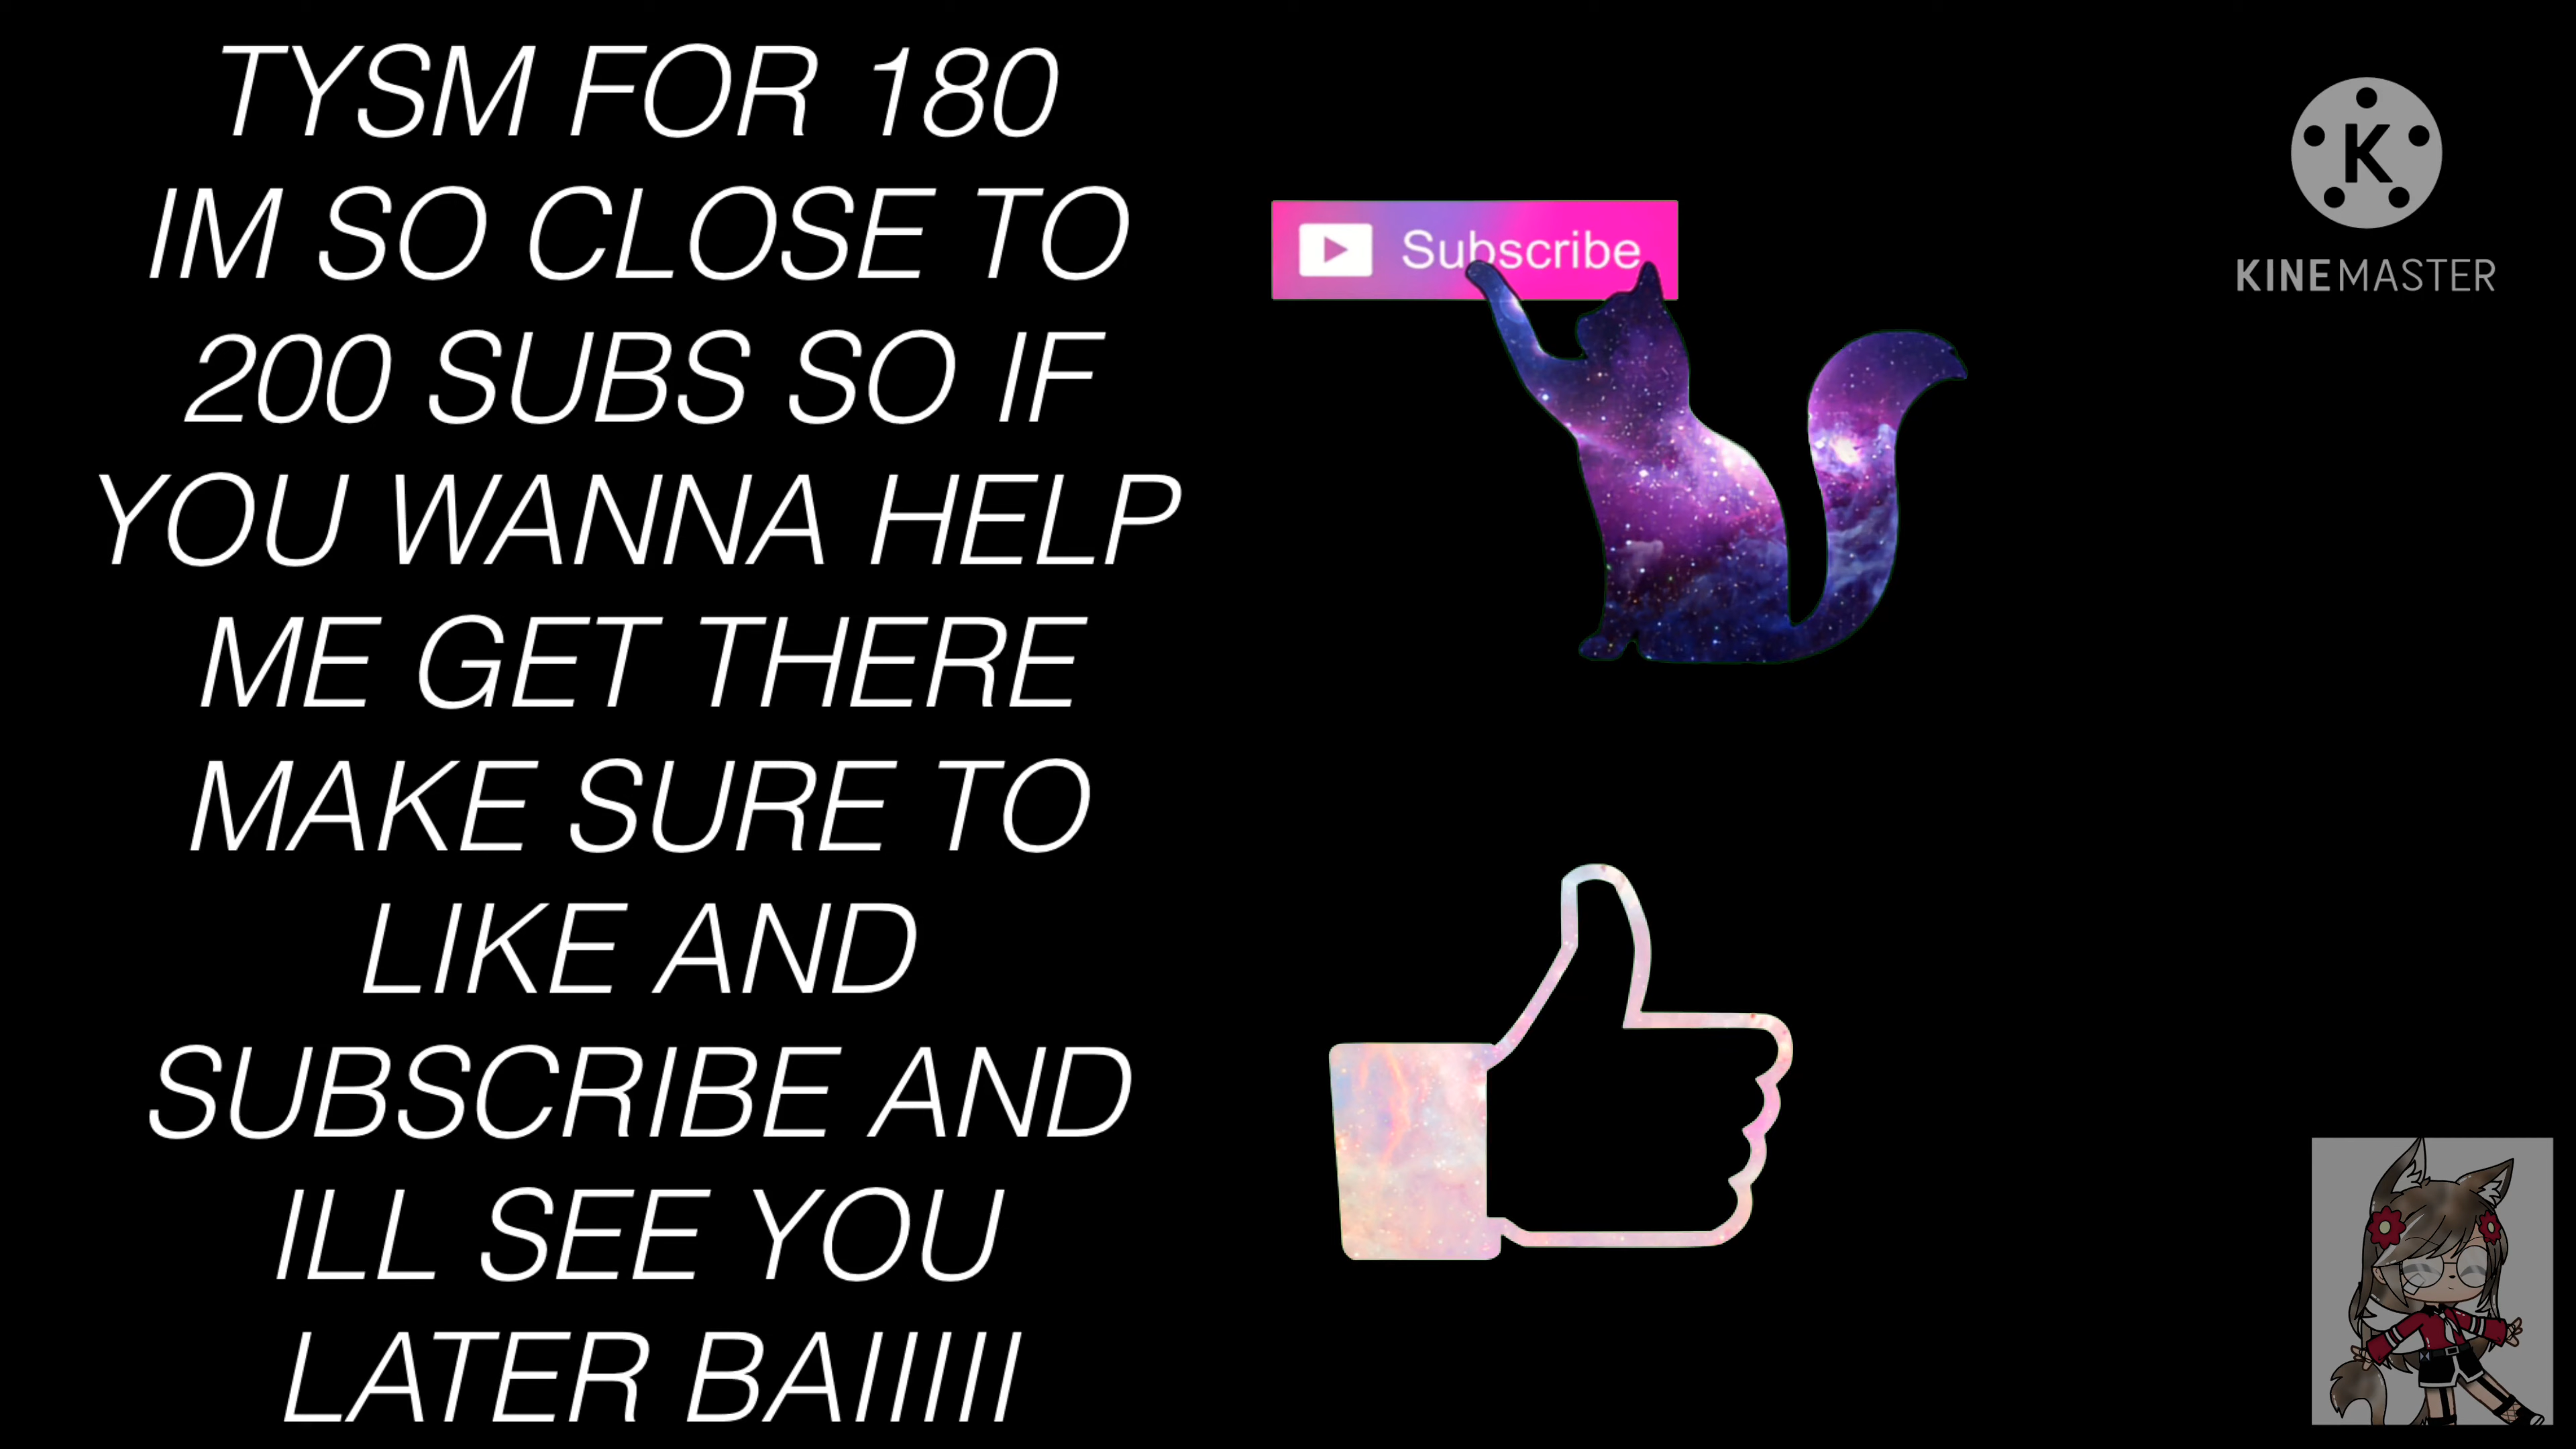 TYSM FOR 180
IM SO CLOSE TO
200 SUBS SO IF
YOU WANNA HELP
ME GET THERE
MAKE SURE TO
LIKE AND
SUBSCRIBE AND
ILL SEE YOU
LATER BAIIIII
Subscribe
K
KINEMASTER